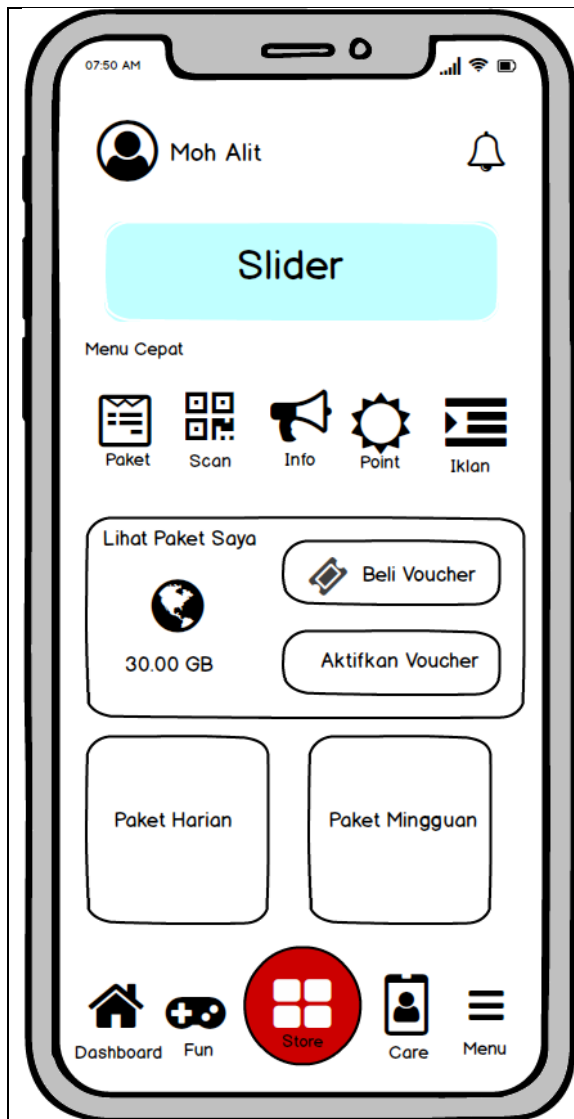 07:50 AM
Moh Alit
Slider
Menu Cepat
Paket Scan Info Point Iklan
Lihat Paket Saya
Beli Voucher
30.00 GB
Aktifkan Voucher
Paket Harian Paket Mingguan
Dashboard Fun Store Care Menu